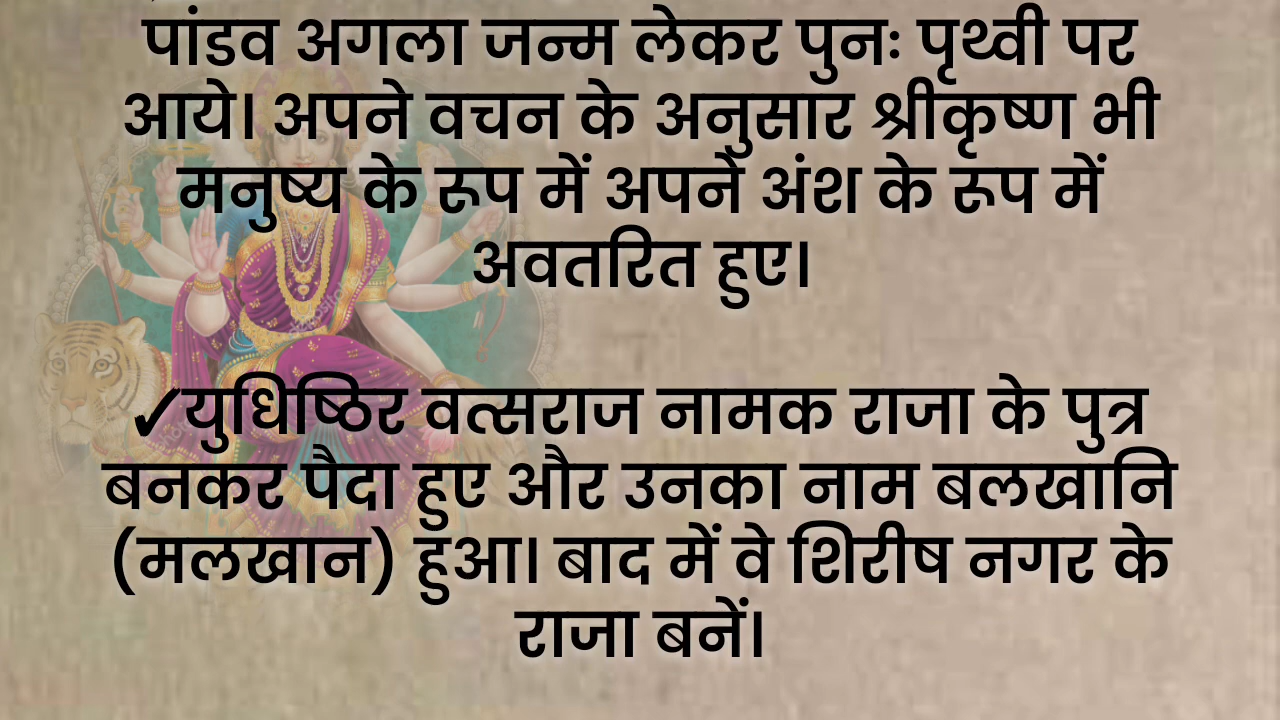 पांडव अगला जन्म लेकर पुनः पृथ्वी पर
आये। अपने वचन के अनुसार श्रीकृष्ण भी
मनुष्य के रूप में अपने अंश के रूप में
अवतरित हुए।
✓युधिष्ठिर वत्सराज नामक राजा के पुत्र
बनकर पैदा हुए और उनका नाम बलखानि
(मलखान) हुआ। बाद में वे शिरीष नगर के
राजा बनें।